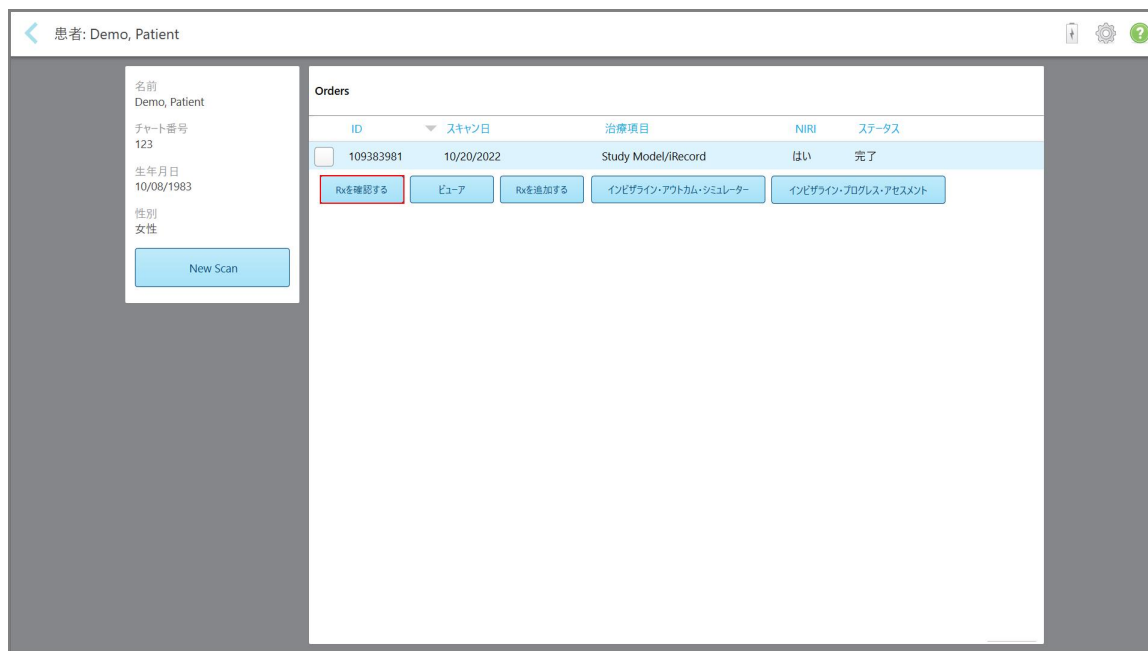 患者: Demo, Patient
名前
Demo, Patient
チャート番号
123
生年月日
10/08/1983
性別
女性
New Scan
Orders
ID スキャン日 治療項目 NIRI ステータス
109383981 10/20/2022 Study Model/iRecord はい 完了
Rxを確認する ビューア Rxを追加する インビザライン・アウトカム・シミュレーター インビザライン・プログレス・アセスメント